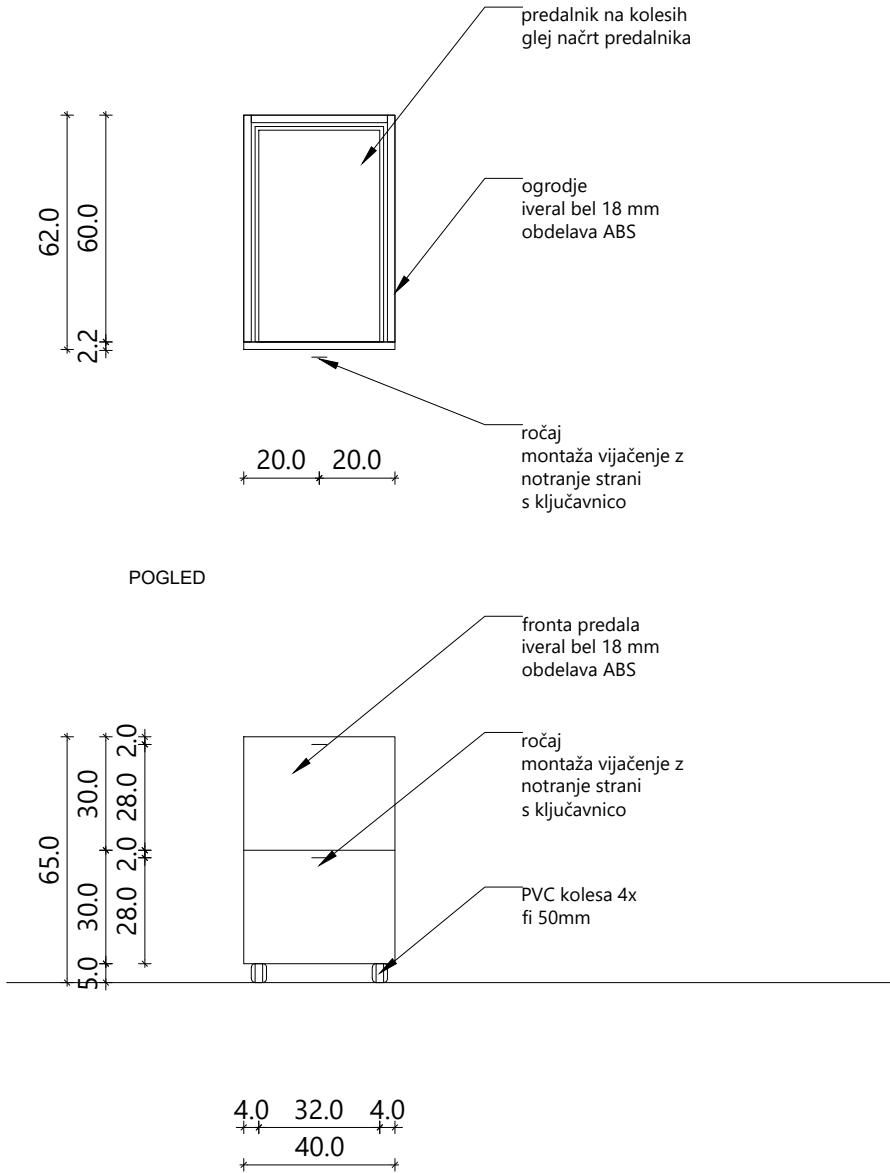 predalnik na kolesih
glej načrt predalnika
62.0
60.0
2.2
ogrodje
iveral bel 18 mm
obdelava ABS
ročaj
montaža vijačenje z
notranje strani
s ključavnico
20.0 20.0
POGLED
fronta predala
iveral bel 18 mm
obdelava ABS
ročaj
montaža vijačenje z
notranje strani
s ključavnico
65.0
30.0
30.0
5.0
2.0
28.0
2.0
28.0
PVC kolesa 4x
fi 50mm
4.0 32.0 4.0
40.0